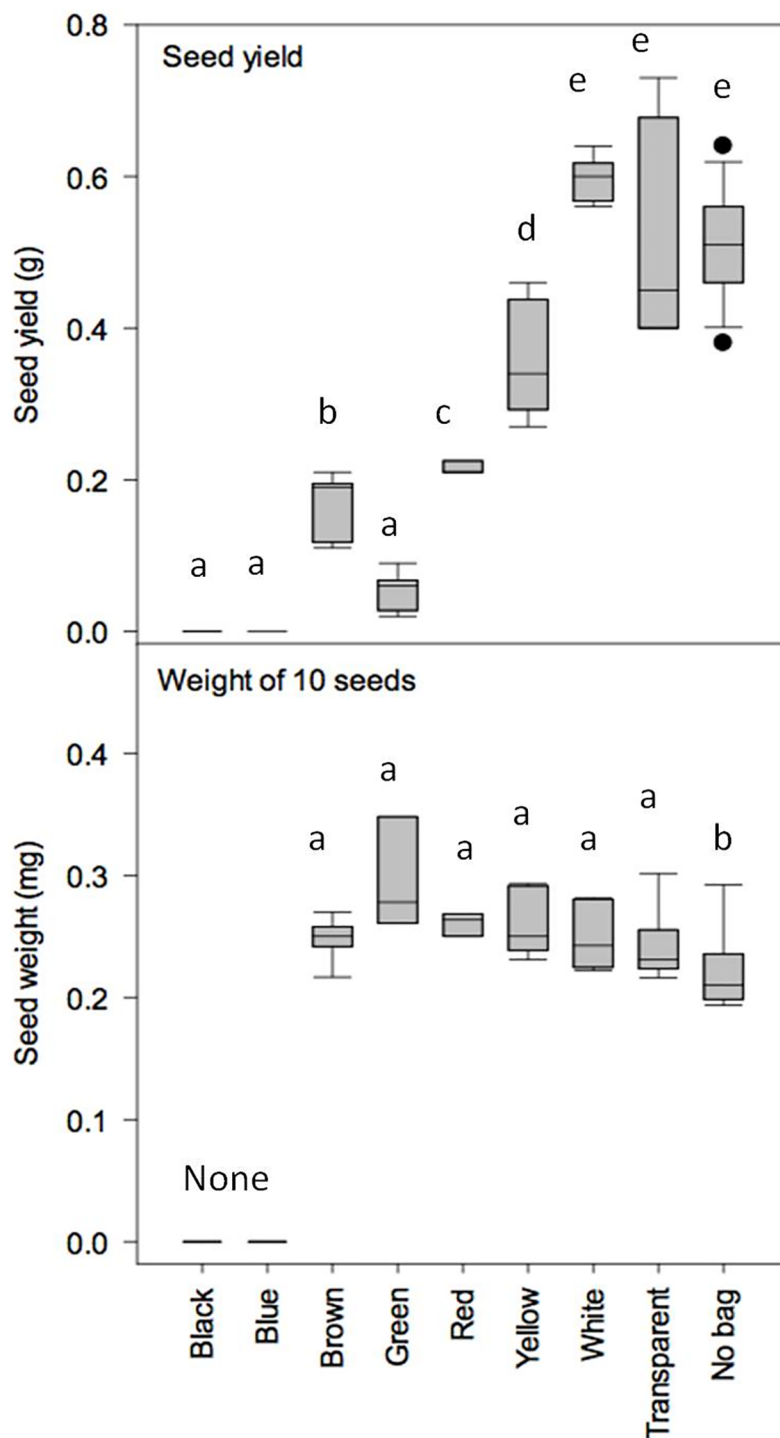 0.8
Seed yield
e
e
e
0.6
d
Seed yield (g)
0.4
b
c
0.2
a
a
a
0.0
Weight of 10 seeds
0.4
a
a
a
a
a
a
b
0.3
Seed weight (mg)
0.2
0.1
None
0.0
Black
Blue
Brown
Green
Red
Yellow
White
Transparent
No bag